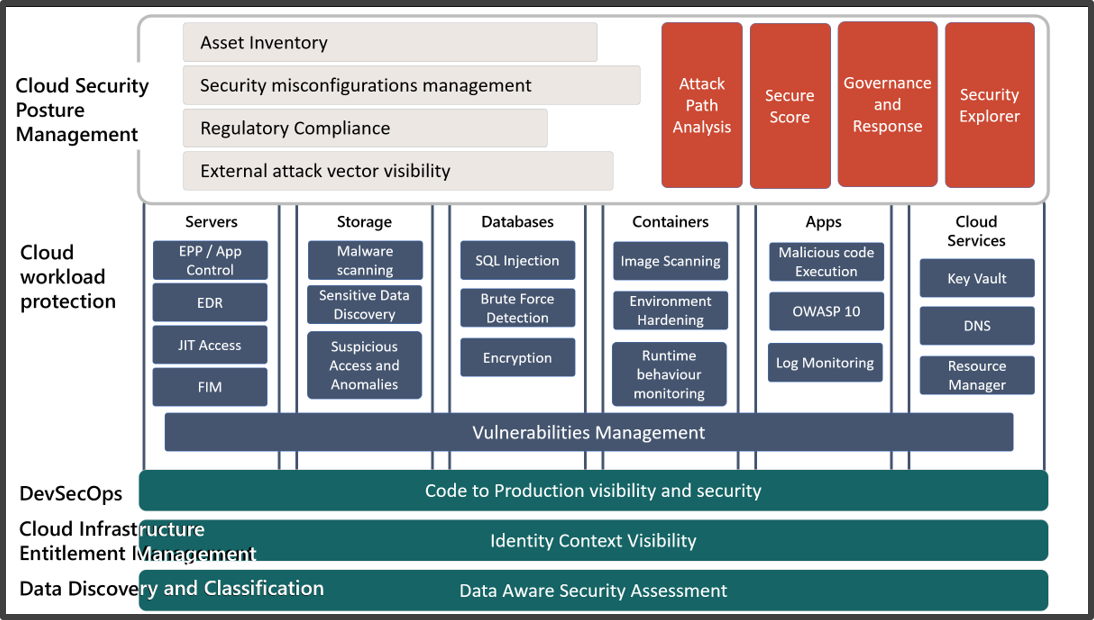 Cloud Security
Posture
Management
Asset Inventory
Security misconfigurations management
Regulatory Compliance
External attack vector visibility
Attack
Path
Analysis
Secure
Score
Governance
and
Response
Security
Explorer
Cloud
workload
protection
Servers
EPP / App
Control
EDR
JIT Access
FIM
Storage
Malware
scanning
Sensitive Data
Discovery
Suspicious
Access and
Anomalies
Databases
SQL Injection
Brute Force
Detection
Encryption
Containers
Image Scanning
Environment
Hardening
Runtime
behaviour
monitoring
Apps
Malicious code
Execution
OWASP 10
Log Monitoring
Cloud
Services
Key Vault
DNS
Resource
Manager
Vulnerabilities Management
DevSecOps
Code to Production visibility and security
Cloud Infrastructure
Entitlement Management
Identity Context Visibility
Data Discovery and Classification
Data Aware Security Assessment